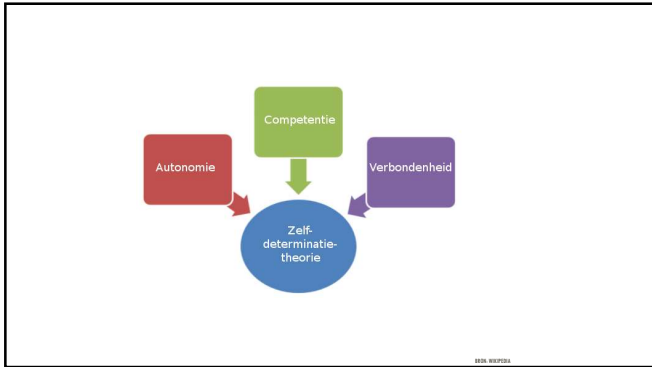 Competentie
Autonomie
Verbondenheid
Zelf-
determinatie-
theorie
BRON: WIKIPEDIA